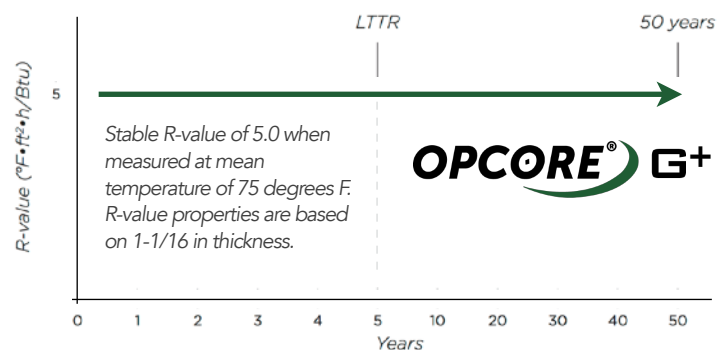 LTTR 50 years
R-value (°F•ft²•h/Btu)
5
Stable R-value of 5.0 when
measured at mean
temperature of 75 degrees F.
R-value properties are based
on 1-1/16 in thickness.
OPCORE® G+
0 1 2 3 4 5 10 20 30 40 50
Years